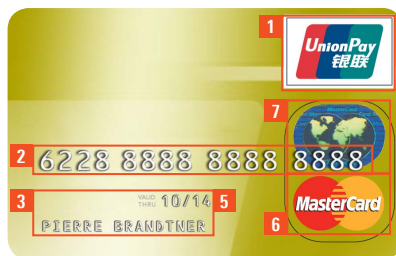 1
UnionPay
银联
7
MasterCard
2
6228 8888 8888 8888
3
VALID
THRU
10/14
5
PIERRE BRANDTNER
MasterCard
6